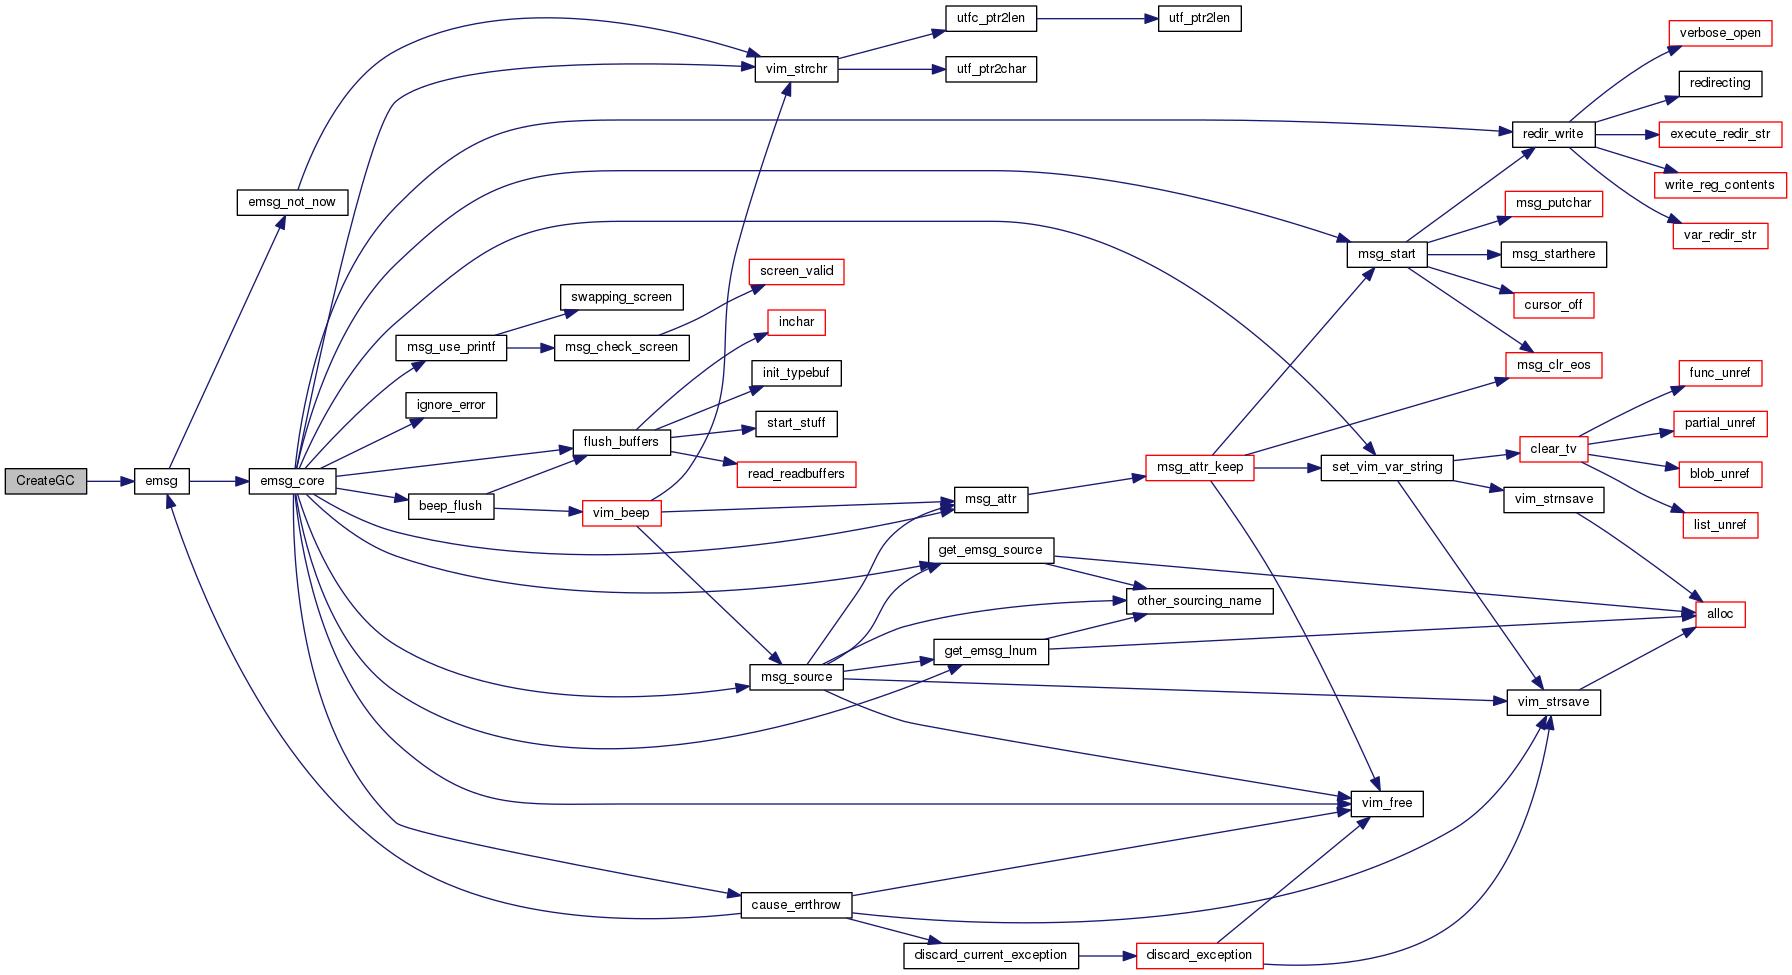 CreateGC
emsg
emsg_not_now
emsg_core
msg_use_printf
ignore_error
beep_flush
swapping_screen
msg_check_screen
flush_buffers
vim_beep
vim_strchr
screen_valid
inchar
init_typebuf
start_stuff
read_readbuffers
msg_source
cause_errthrow
utfc_ptr2len
utf_ptr2char
msg_attr
get_emsg_source
get_emsg_lnum
discard_current_exception
utf_ptr2len
msg_attr_keep
other_sourcing_name
discard_exception
msg_start
set_vim_var_string
vim_free
redir_write
msg_putchar
msg_starthere
cursor_off
msg_clr_eos
clear_tv
vim_strnsave
vim_strsave
verbose_open
redirecting
execute_redir_str
write_reg_contents
var_redir_str
func_unref
partial_unref
blob_unref
list_unref
alloc